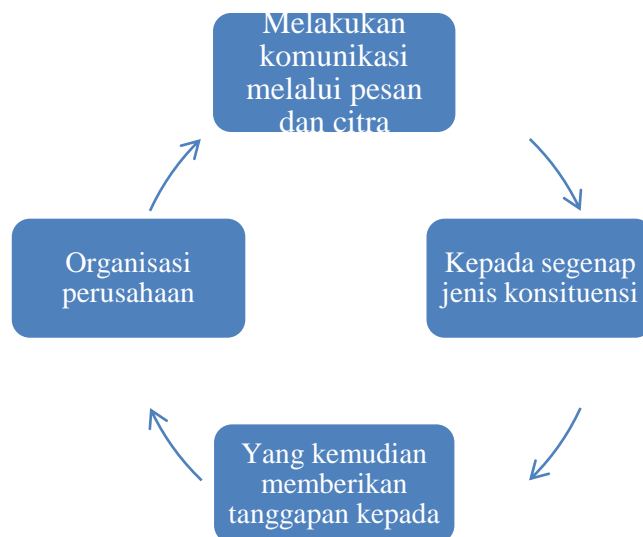 Melakukan
komunikasi
melalui pesan
dan citra
Organisasi
perusahaan
Kepada segenap
jenis konsituensi
Yang kemudian
memberikan
tanggapan kepada